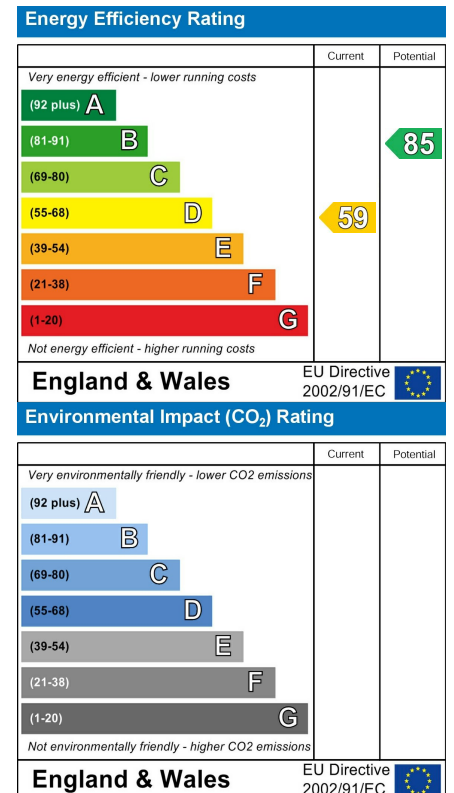 Energy Efficiency Rating
Current Potential
Very energy efficient - lower running costs
(92 plus) A
(81-91) B
85
(69-80) C
(55-68) D
59
(39-54) E
(21-38) F
(1-20) G
Not energy efficient - higher running costs
England & Wales
EU Directive
2002/91/EC
Environmental Impact (CO₂) Rating
Current Potential
Very environmentally friendly - lower CO2 emissions
(92 plus) A
(81-91) B
(69-80) C
(55-68) D
(39-54) E
(21-38) F
(1-20) G
Not environmentally friendly - higher CO2 emissions
England & Wales
EU Directive
2002/91/EC